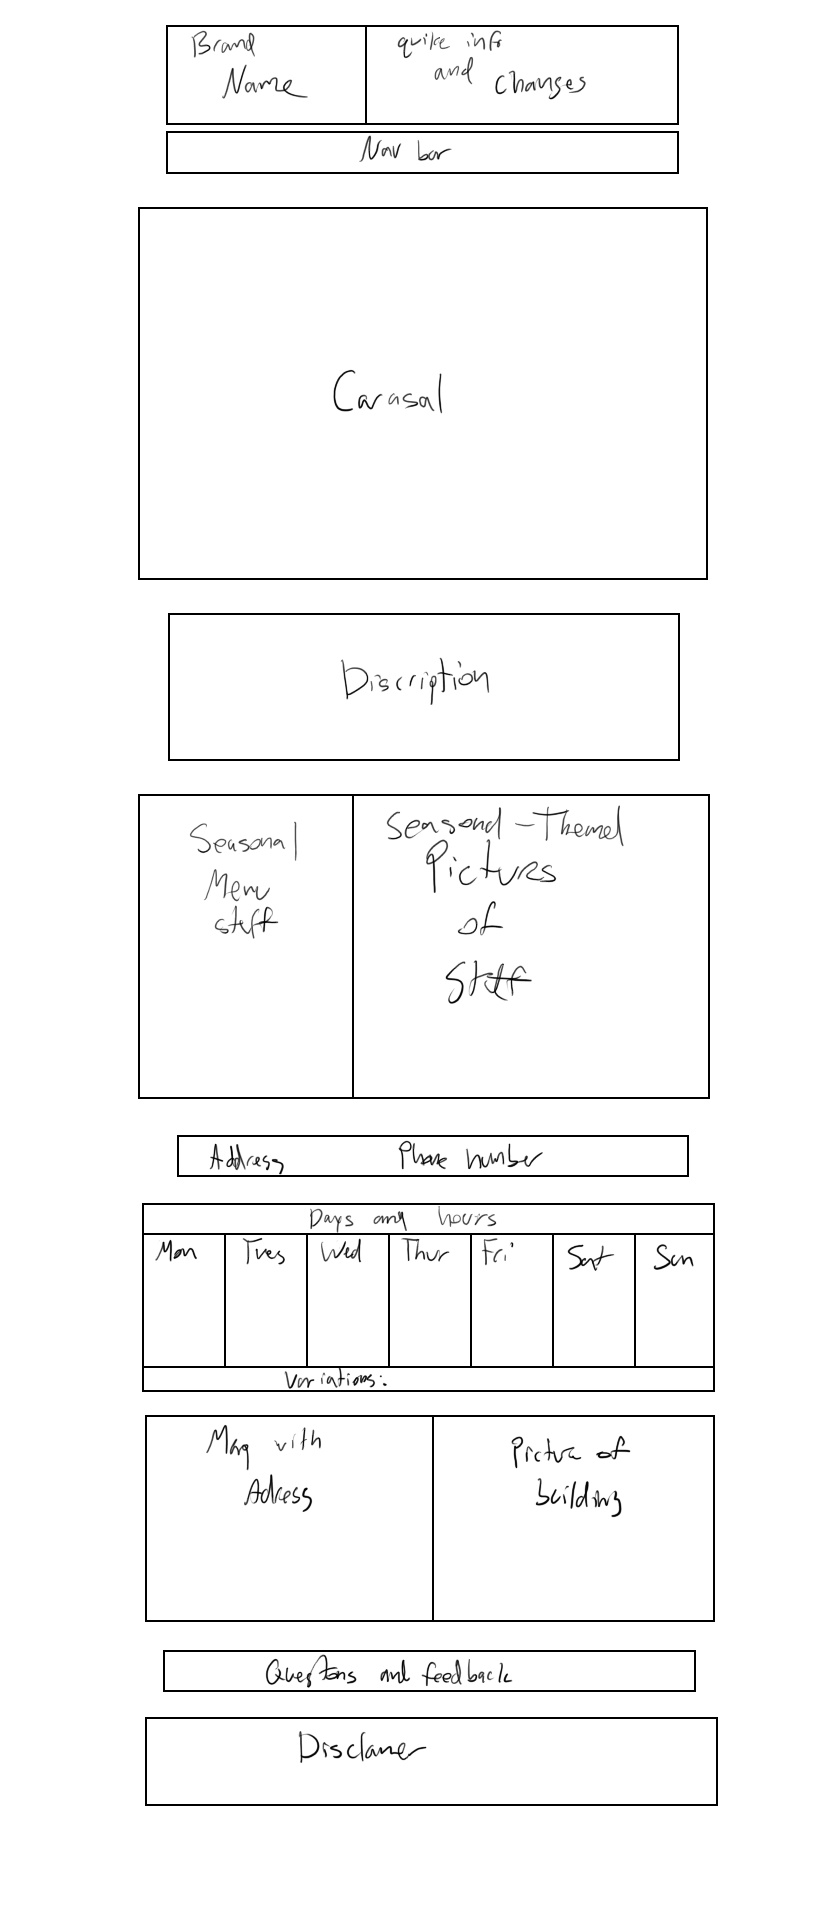 Brand
Name
quike info
and
changes
Nav bar
Carasal
Discription
Seasonal
Menu
stuff
Seasonal-Themed
Pictures
of
Stuff
Address Phone number
Days and hours
Mon Tues Wed Thur Fri Sat Sun
Variations:
Map with
Adress
Pictue of
building
Questons and feedback
Disclamer